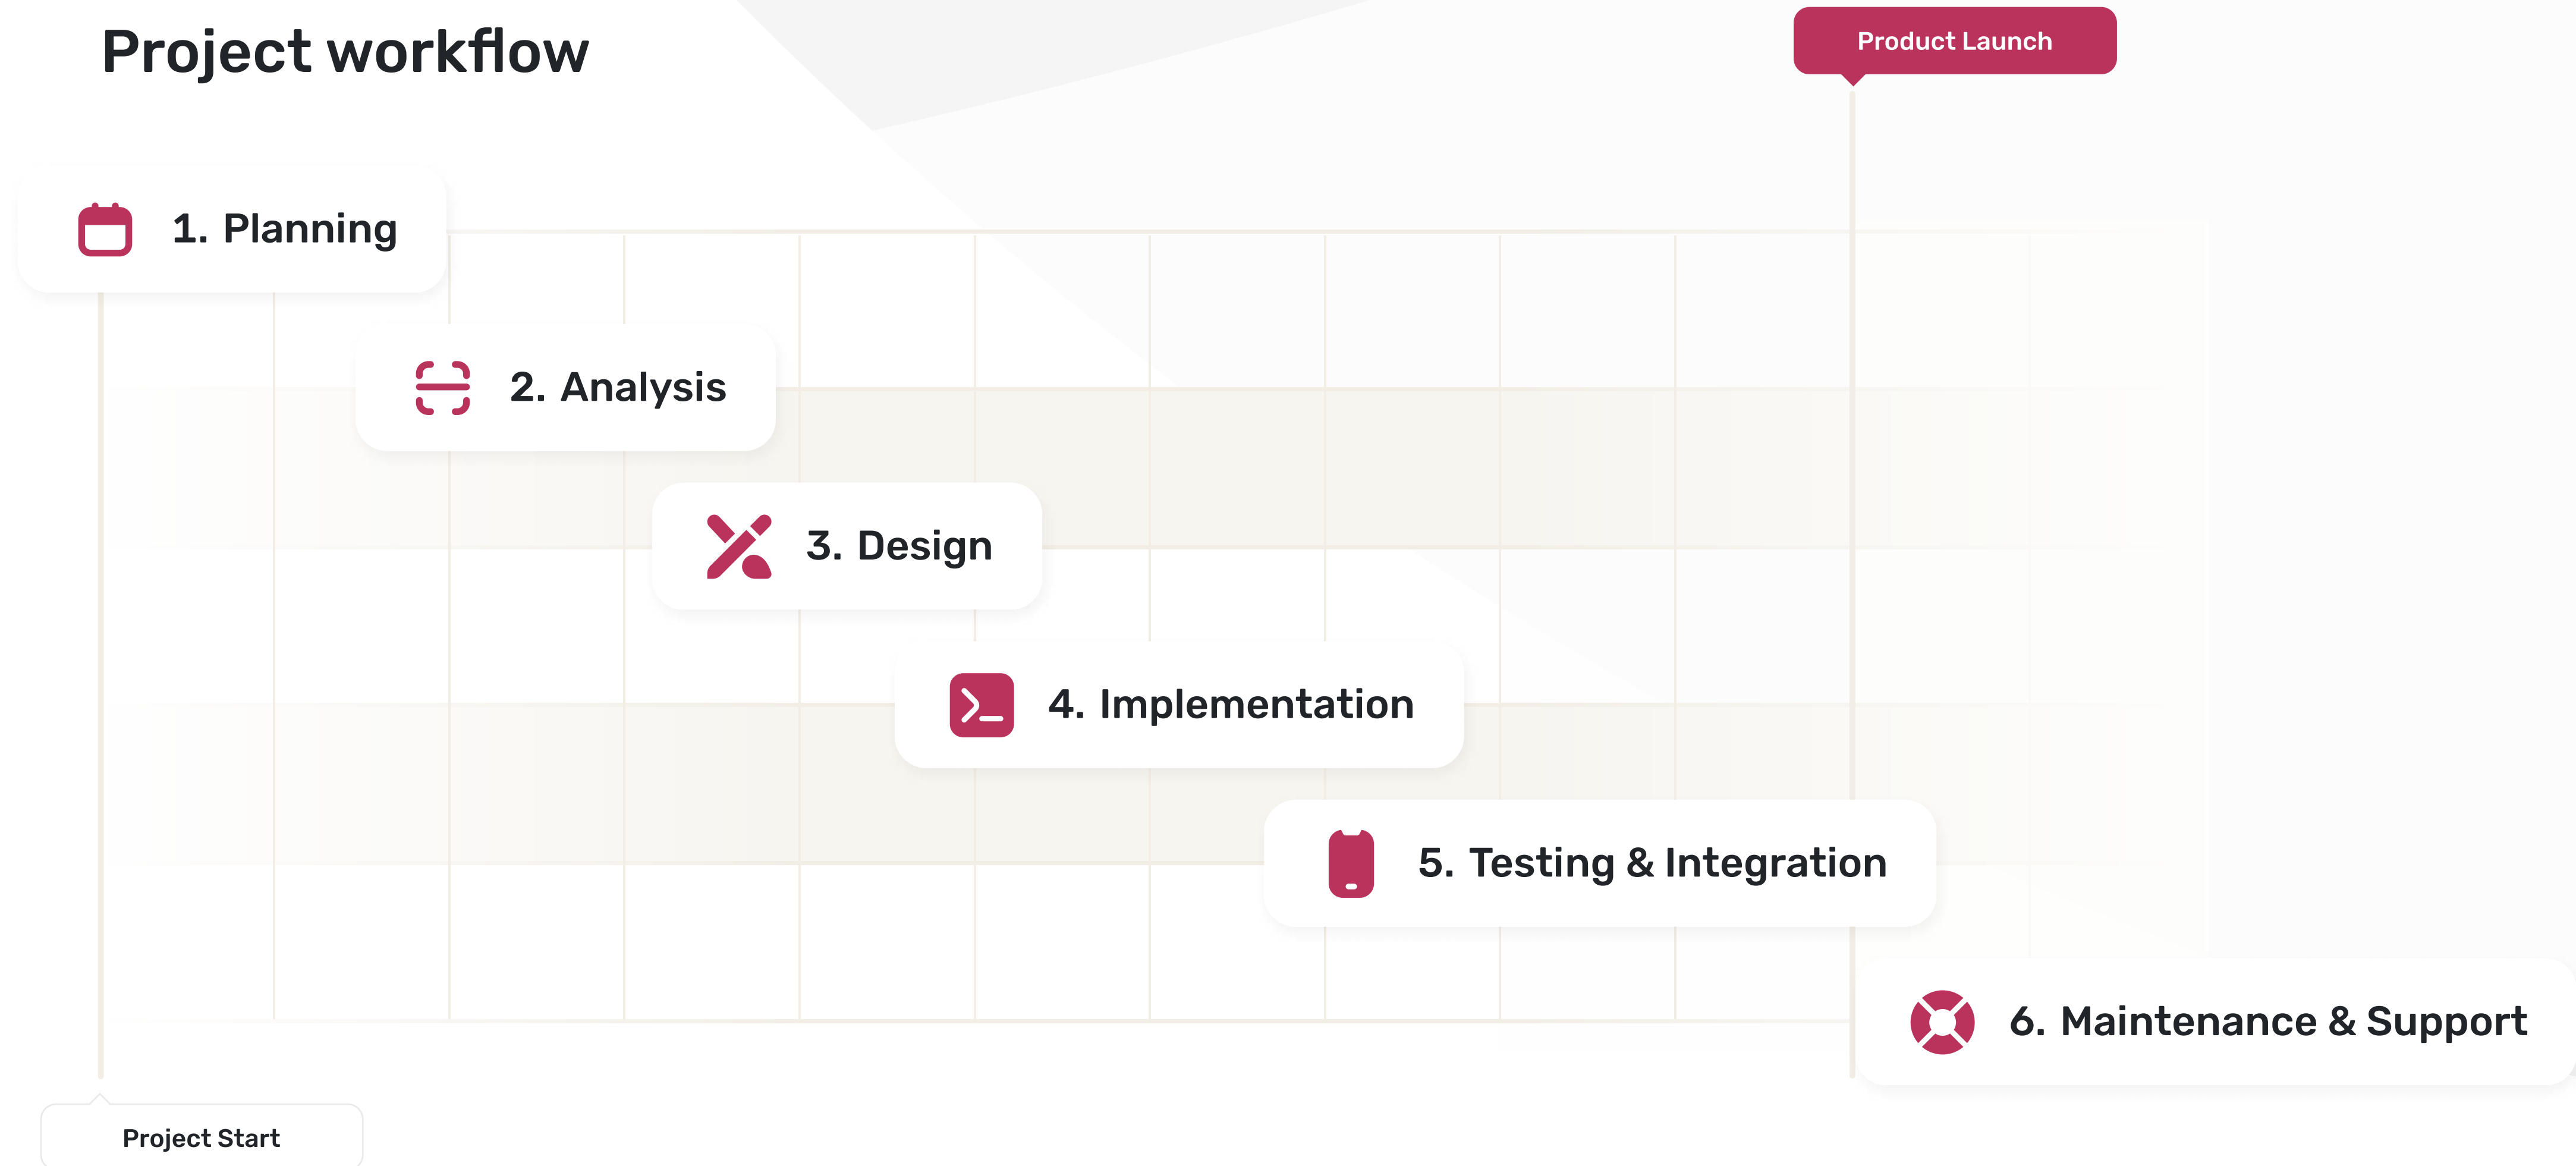 Project workflow
Product Launch
1. Planning
2. Analysis
3. Design
4. Implementation
5. Testing & Integration
6. Maintenance & Support
Project Start